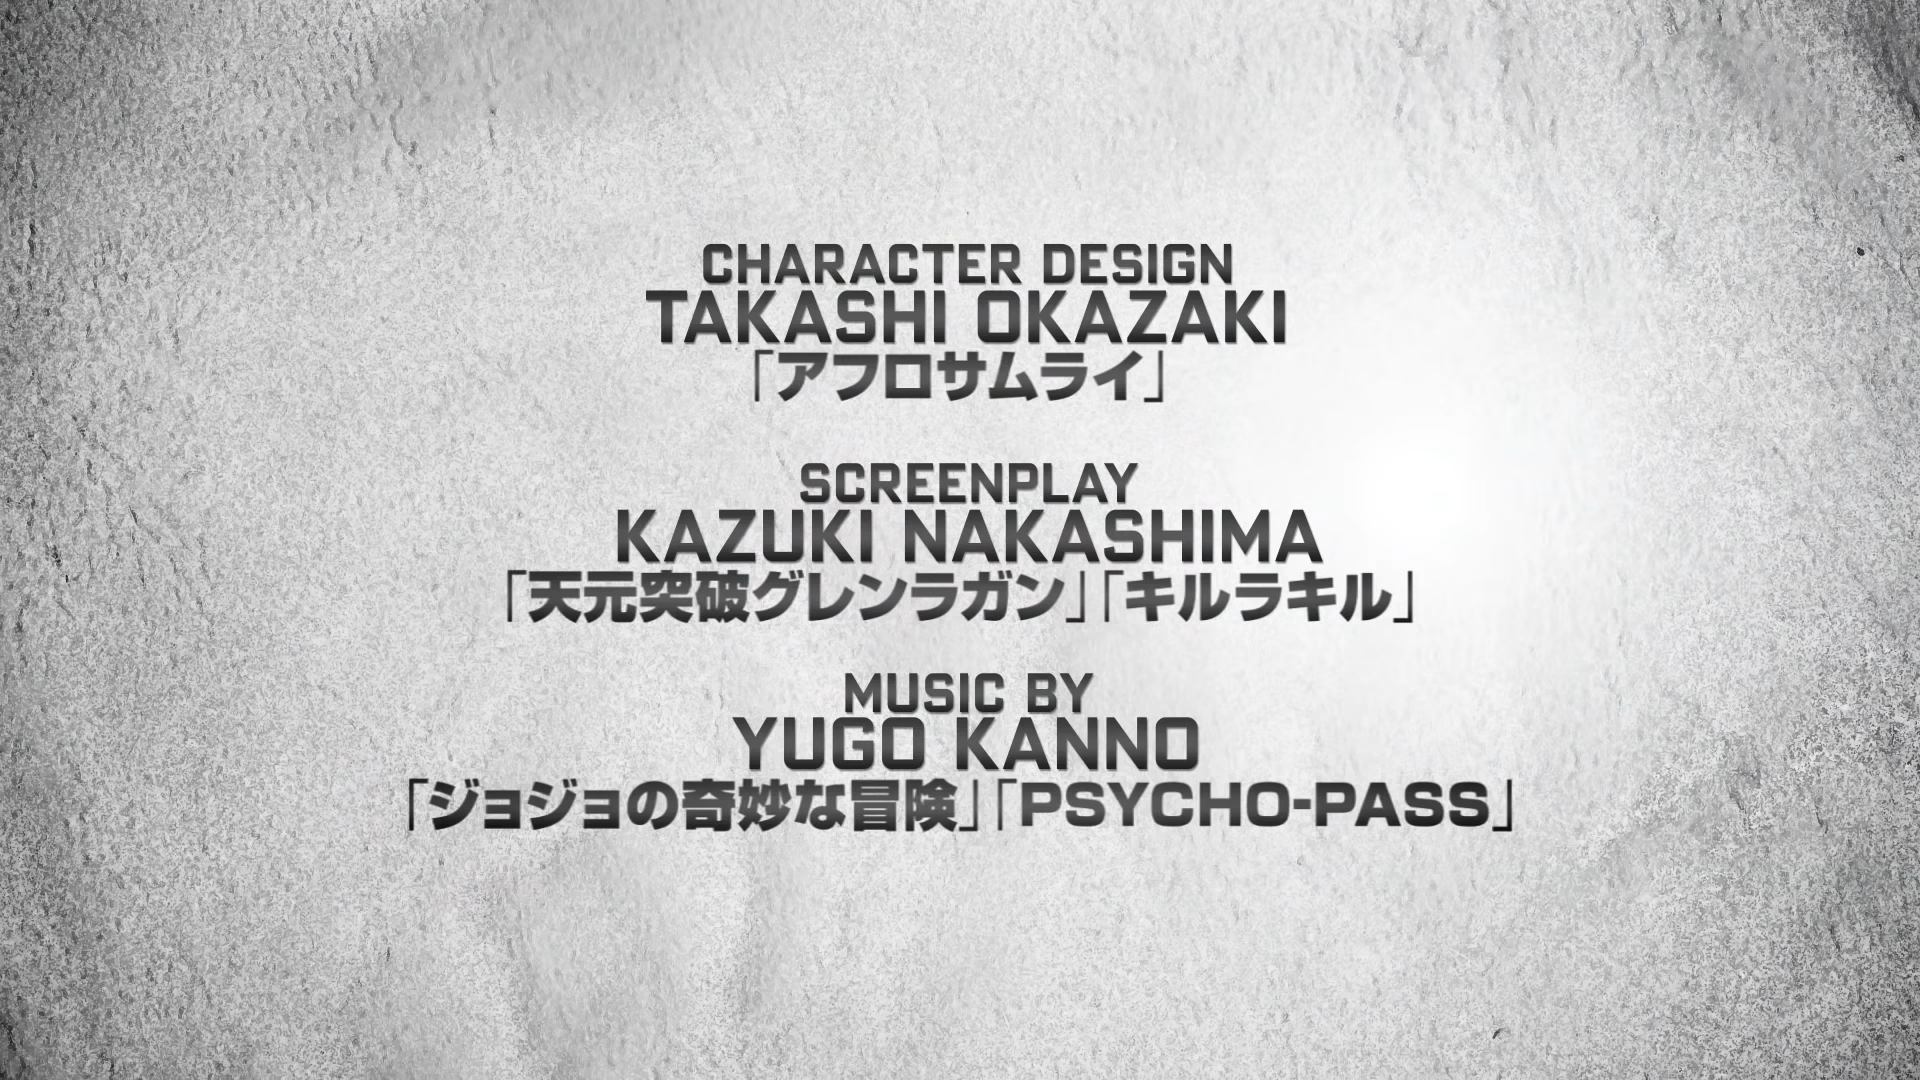 CHARACTER DESIGN
TAKASHI OKAZAKI
「アフロサムライ」
SCREENPLAY
KAZUKI NAKASHIMA
「天元突破グレンラガン」「キルラキル」
MUSIC BY
YUGO KANNO
「ジョジョの奇妙な冒険」「PSYCHO-PASS」